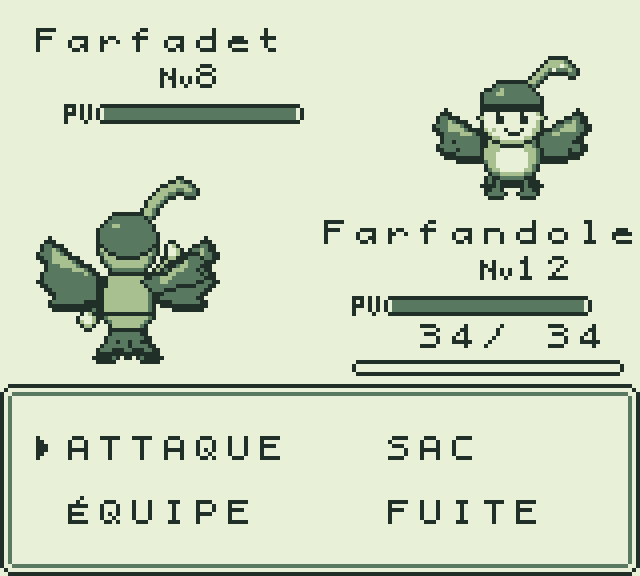 Farfadet
Nv8
PV
Farfandole
Nv12
PV
34/ 34
ATTAQUE SAC
ÉQUIPE FUITE